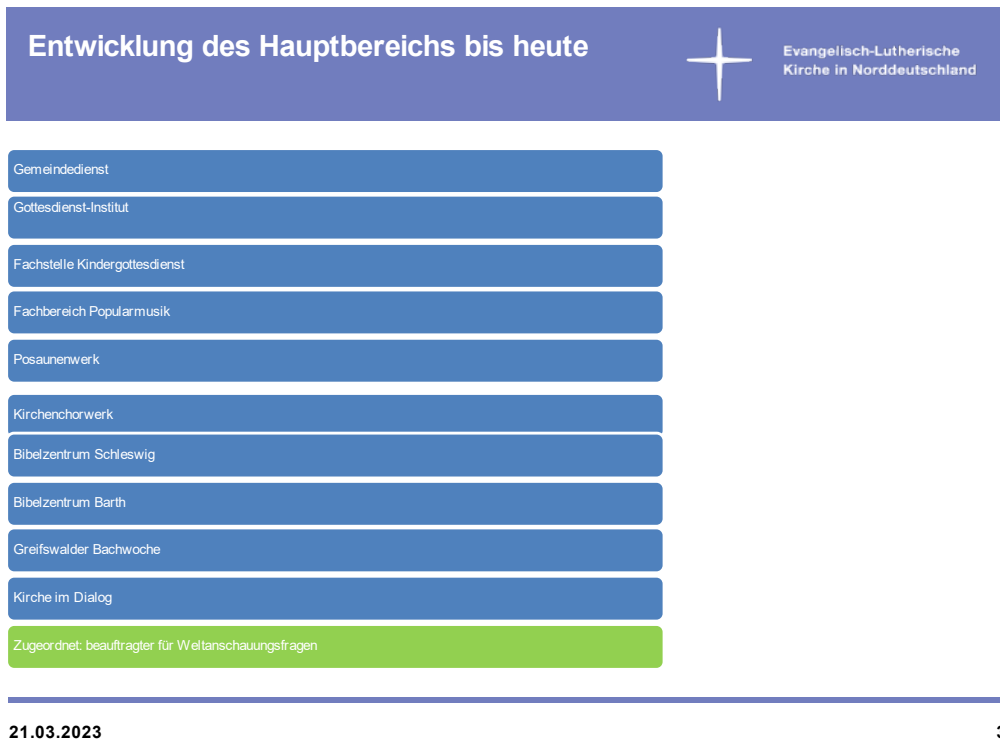 Entwicklung des Hauptbereichs bis heute
Evangelisch-Lutherische
Kirche in Norddeutschland
Gemeindedienst
Gottesdienst-Institut
Fachstelle Kindergottesdienst
Fachbereich Popularmusik
Posaunenwerk
Kirchenchorwerk
Bibelzentrum Schleswig
Bibelzentrum Barth
Greifswalder Bachwoche
Kirche im Dialog
Zugeordnet: beauftragter für Weltanschauungsfragen
21.03.2023